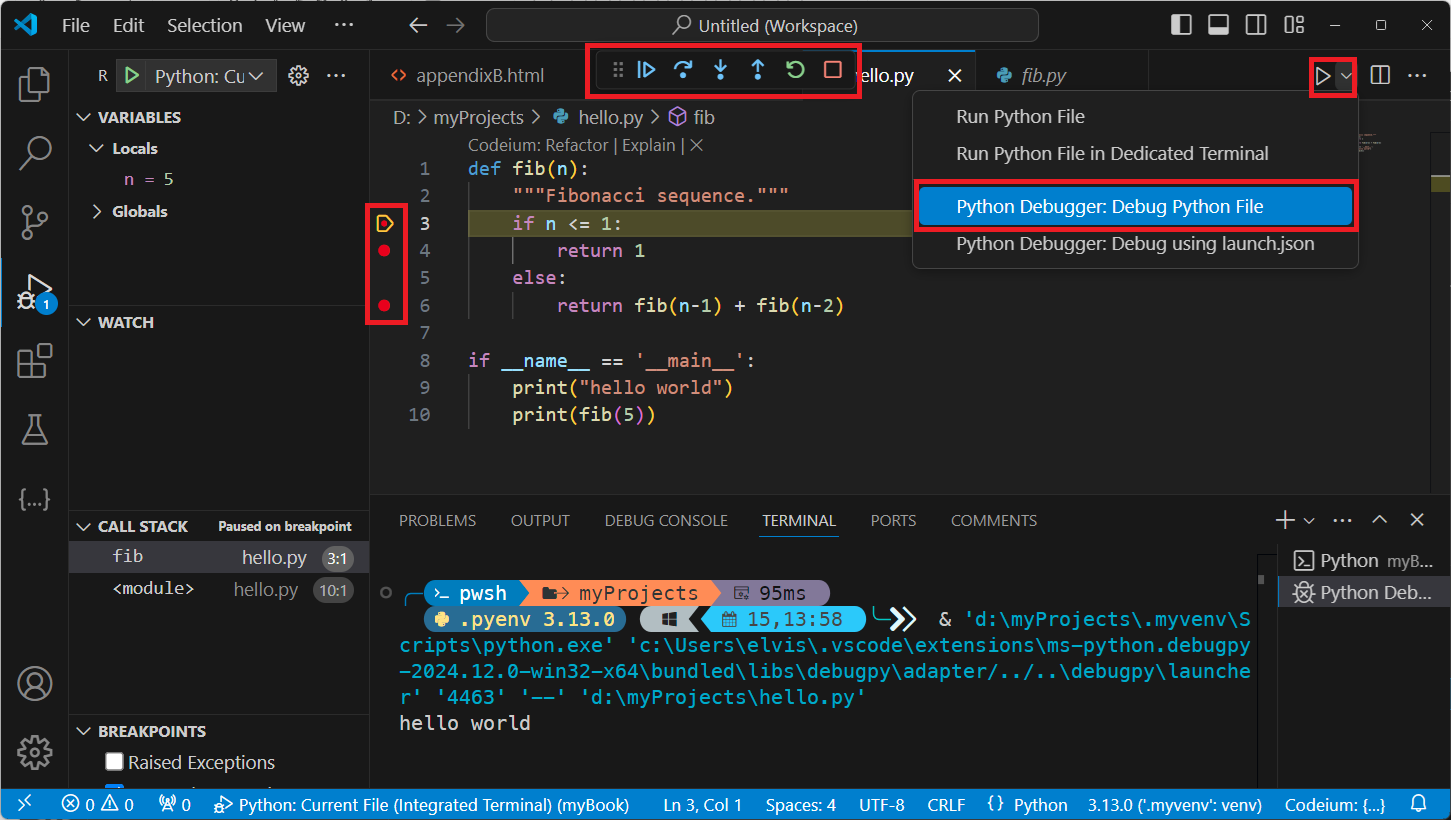 File Edit Selection View ··· Untitled (Workspace)
R Python: Cu
appendixB.html ello.py fib.py
D: > myProjects > hello.py > fib
Codeium: Refactor | Explain | ×
1 def fib(n):
2 """Fibonacci sequence."""
3 if n <= 1:
4 return 1
5 else:
6 return fib(n-1) + fib(n-2)
7
8 if __name__ == '__main__':
9 print("hello world")
10 print(fib(5))
Run Python File
Run Python File in Dedicated Terminal
Python Debugger: Debug Python File
Python Debugger: Debug using launch.json
VARIABLES
Locals
n = 5
Globals
1
WATCH
CALL STACK Paused on breakpoint
fib hello.py 3:1
<module> hello.py 10:1
BREAKPOINTS
Raised Exceptions
PROBLEMS OUTPUT DEBUG CONSOLE TERMINAL PORTS COMMENTS
pwsh myProjects 95ms
.pyenv 3.13.0 15,13:58 & 'd:\myProjects\.myvenv\S
cripts\python.exe' 'c:\Users\elvis\.vscode\extensions\ms-python.debugpy
-2024.12.0-win32-x64\bundled\libs\debugpy\adapter/../..\debugpy\launche
r' '4463' '--' 'd:\myProjects\hello.py'
hello world
Python myB...
Python Deb...
0 0 0 Python: Current File (Integrated Terminal) (myBook) Ln 3, Col 1 Spaces: 4 UTF-8 CRLF {} Python 3.13.0 ('.myvenv': venv) Codeium: {...}